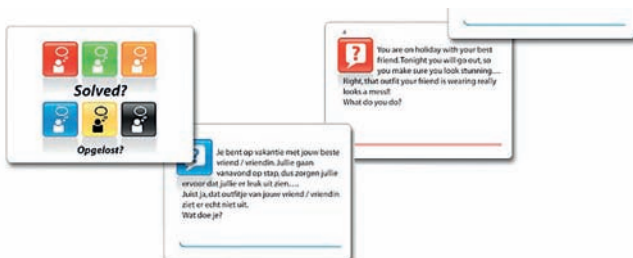 Solved?
Opgelost?
?
Je bent op vakantie met jouw beste
vriend / vriendin. Jullie gaan
vanavond op stap, dus zorgen jullie
ervoor dat jullie er leuk uit zien.....
Juist ja, dat outfitje van jouw vriend / vriendin
ziet er echt niet uit.
Wat doe je?
?
You are on holiday with your best
friend. Tonight you will go out, so
you make sure you look stunning....
Right, that outfit your friend is wearing really
looks a mess!!
What do you do?